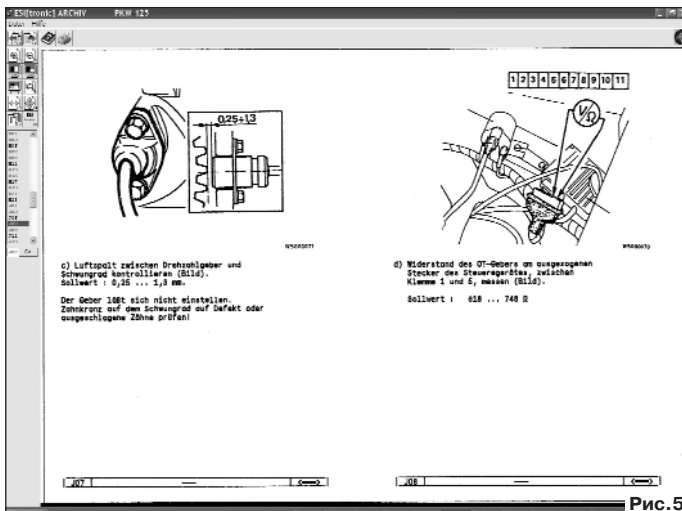 ESI[tronic] ARCHIV PKW 125
Datei Hilfe
0,25÷1,3
1 2 3 4 5 6 7 8 9 10 11
V/Ω
c) Luftspalt zwischen Drehzahlgeber und
Schwungrad kontrollieren (Bild).
Sollwert : 0,25 ... 1,3 mm.
Der Geber läßt sich nicht einstellen.
Zahnkranz auf dem Schwungrad auf Defekt oder
ausgeschlagene Zähne prüfen!
d) Widerstand des OT-Gebers am ausgezogenen
Stecker des Steuergerätes, zwischen
Klemme 1 und 5, messen (Bild).
Sollwert : 618 ... 748 Ω
J07
J08
Рис.5